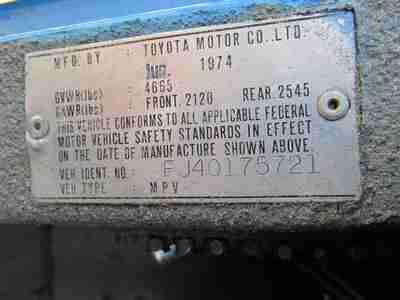 MFD. BY : TOYOTA MOTOR CO., LTD.
1974
GVWR(lbs) : 4665
GAWR(lbs) : FRONT. 2120 REAR. 2545
THIS VEHICLE CONFORMS TO ALL APPLICABLE FEDERAL
MOTOR VEHICLE SAFETY STANDARDS IN EFFECT
ON THE DATE OF MANUFACTURE SHOWN ABOVE.
VEH IDENT. NO. : FJ40175721
VEH TYPE : MPV